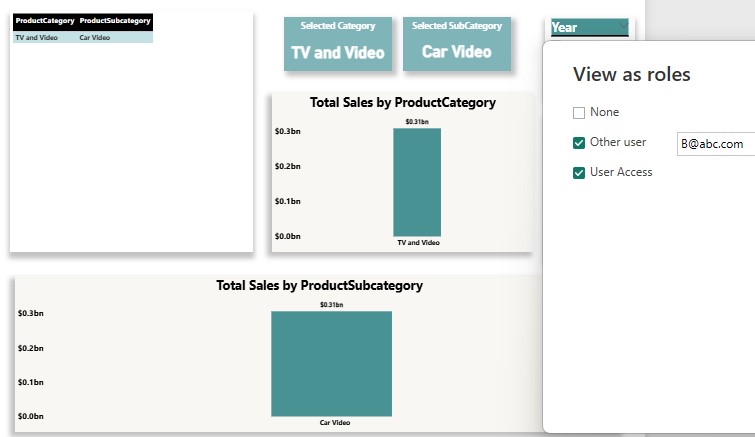 ProductCategory ProductSubcategory
TV and Video Car Video
Selected Category
TV and Video
Selected SubCategory
Car Video
Year
Total Sales by ProductCategory
$0.31bn
$0.3bn
$0.2bn
$0.1bn
$0.0bn
TV and Video
View as roles
None
Other user B@abc.com
User Access
Total Sales by ProductSubcategory
$0.31bn
$0.3bn
$0.2bn
$0.1bn
$0.0bn
Car Video